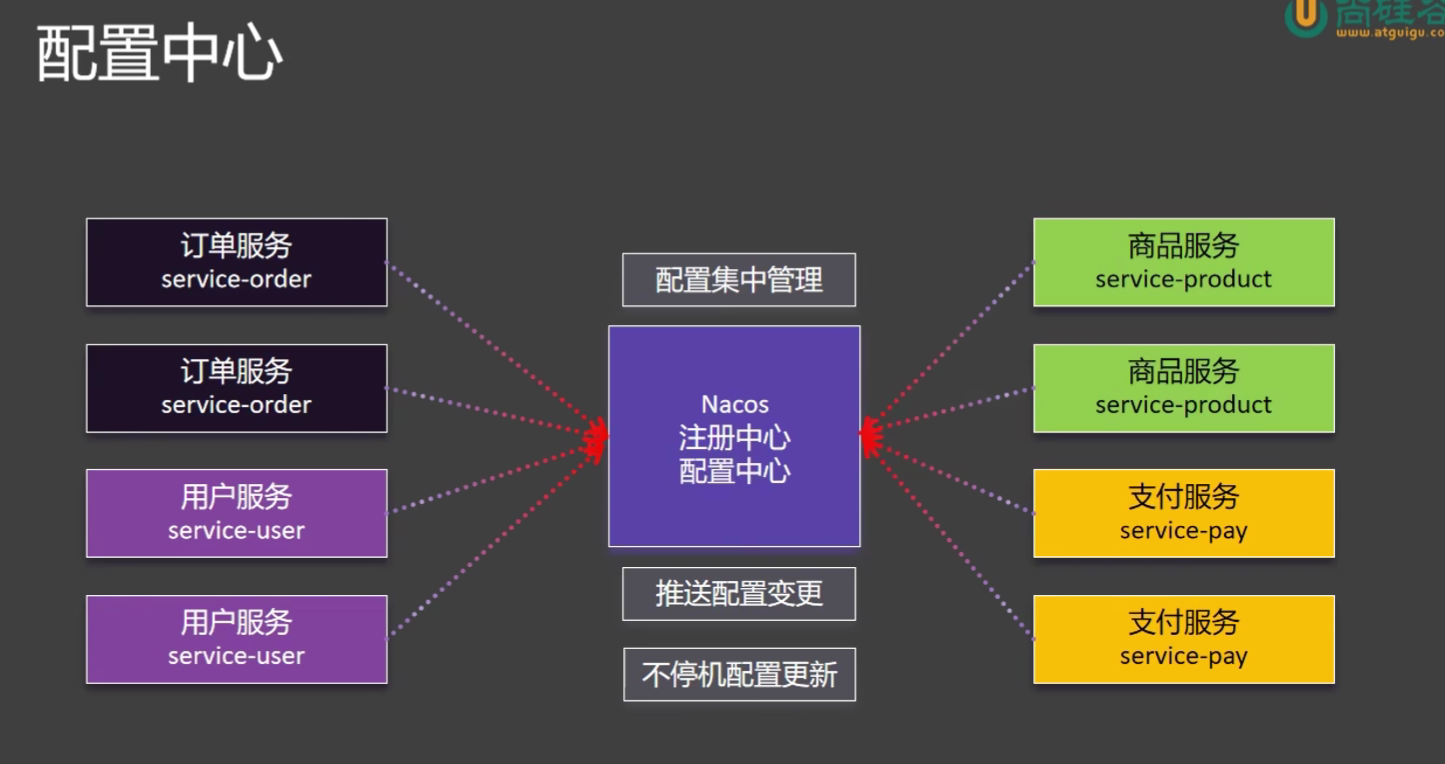 配置中心
尚硅谷
www.atguigu.co
订单服务
service-order
订单服务
service-order
用户服务
service-user
用户服务
service-user
配置集中管理
Nacos
注册中心
配置中心
推送配置变更
不停机配置更新
商品服务
service-product
商品服务
service-product
支付服务
service-pay
支付服务
service-pay